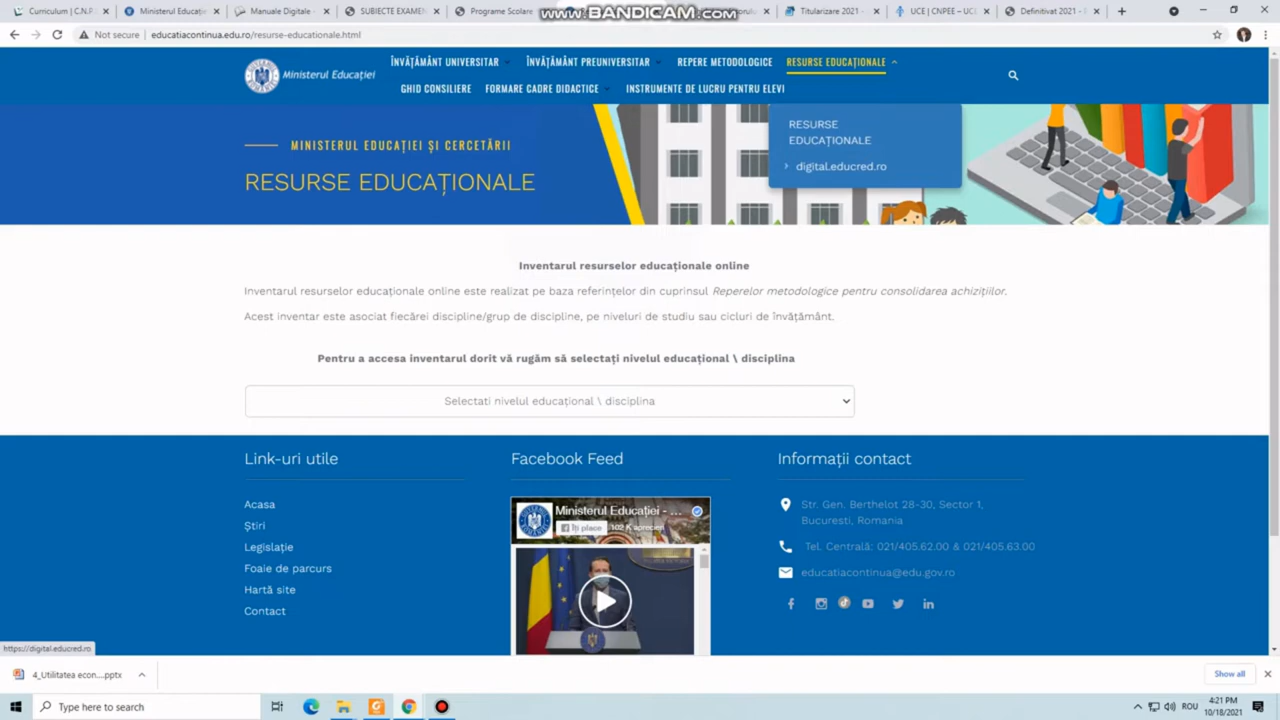 Curriculum | C.N.P.
Ministerul Educaț
Manuale Digitale -
SUBIECTE EXAMEN
Programe Scolare
www.BANDICAM.com
Titularizare 2021 -
UCE | CNPEE – UCE
Definitivat 2021 -
Not secure
educatiacontinua.edu.ro/resurse-educationale.html
Ministerul Educației
ÎNVĂȚĂMÂNT UNIVERSITAR
ÎNVĂȚĂMÂNT PREUNIVERSITAR
REPERE METODOLOGICE
RESURSE EDUCAȚIONALE
GHID CONSILIERE
FORMARE CADRE DIDACTICE
INSTRUMENTE DE LUCRU PENTRU ELEVI
RESURSE
EDUCAȚIONALE
digital.educred.ro
MINISTERUL EDUCAȚIEI ȘI CERCETĂRII
RESURSE EDUCAȚIONALE
Inventarul resurselor educaționale online
Inventarul resurselor educaționale online este realizat pe baza referințelor din cuprinsul Reperelor metodologice pentru consolidarea achizițiilor.
Acest inventar este asociat fiecărei discipline/grup de discipline, pe niveluri de studiu sau cicluri de învățământ.
Pentru a accesa inventarul dorit vă rugăm să selectați nivelul educațional \ disciplina
Selectati nivelul educațional \ disciplina
Link-uri utile
Acasa
Știri
Legislație
Foaie de parcurs
Hartă site
Contact
Facebook Feed
Ministerul Educației - ...
Îți place
102 K aprecieri
Informații contact
Str. Gen. Berthelot 28-30, Sector 1,
Bucuresti, Romania
Tel. Centrală: 021/405.62.00 & 021/405.63.00
educatiacontinua@edu.gov.ro
https://digital.educred.ro
4_Utilitatea econ....pptx
Show all
Type here to search
ROU
4:21 PM
10/18/2021